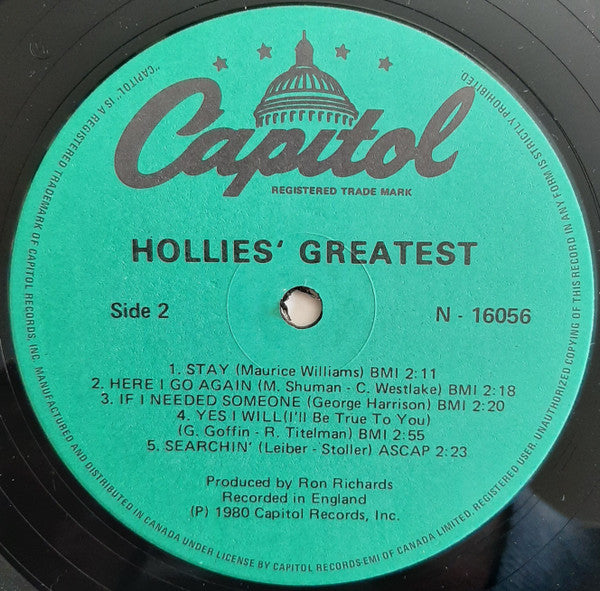 Capitol
REGISTERED TRADE MARK
HOLLIES' GREATEST
Side 2
N - 16056
1. STAY (Maurice Williams) BMI 2:11
2. HERE I GO AGAIN (M. Shuman - C. Westlake) BMI 2:18
3. IF I NEEDED SOMEONE (George Harrison) BMI 2:20
4. YES I WILL (I'll Be True To You)
(G. Goffin - R. Titelman) BMI 2:55
5. SEARCHIN' (Leiber - Stoller) ASCAP 2:23
Produced by Ron Richards
Recorded in England
(P) 1980 Capitol Records, Inc.
"CAPITOL" IS A REGISTERED TRADEMARK OF CAPITOL RECORDS, INC. MANUFACTURED AND DISTRIBUTED IN CANADA UNDER LICENSE BY CAPITOL RECORDS-EMI OF CANADA LIMITED, REGISTERED USER. UNAUTHORIZED COPYING OF THIS RECORD IN ANY FORM IS STRICTLY PROHIBITED.